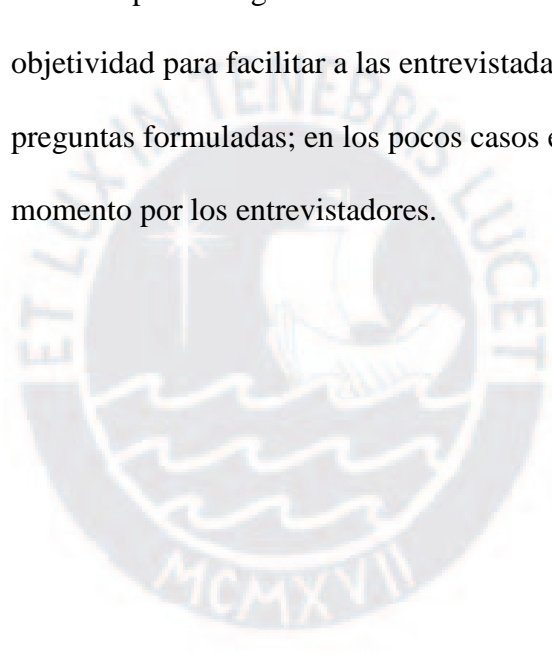 objetividad para facilitar a las entrevistada
preguntas formuladas; en los pocos casos e
momento por los entrevistadores.
ET LUX IN TENEBRIS LUCET
MCMXVII